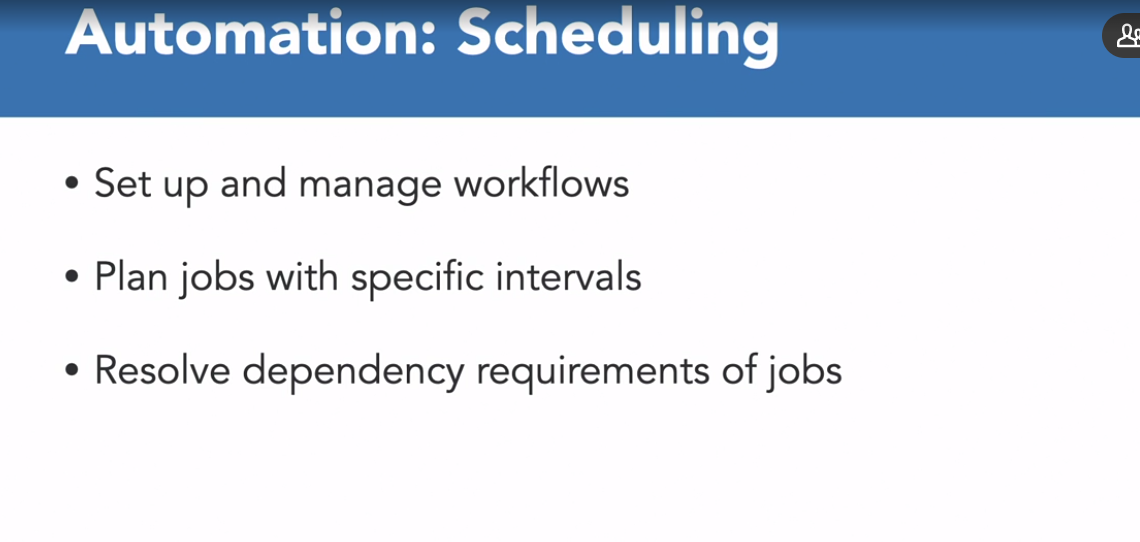 Automation: Scheduling
• Set up and manage workflows
• Plan jobs with specific intervals
• Resolve dependency requirements of jobs